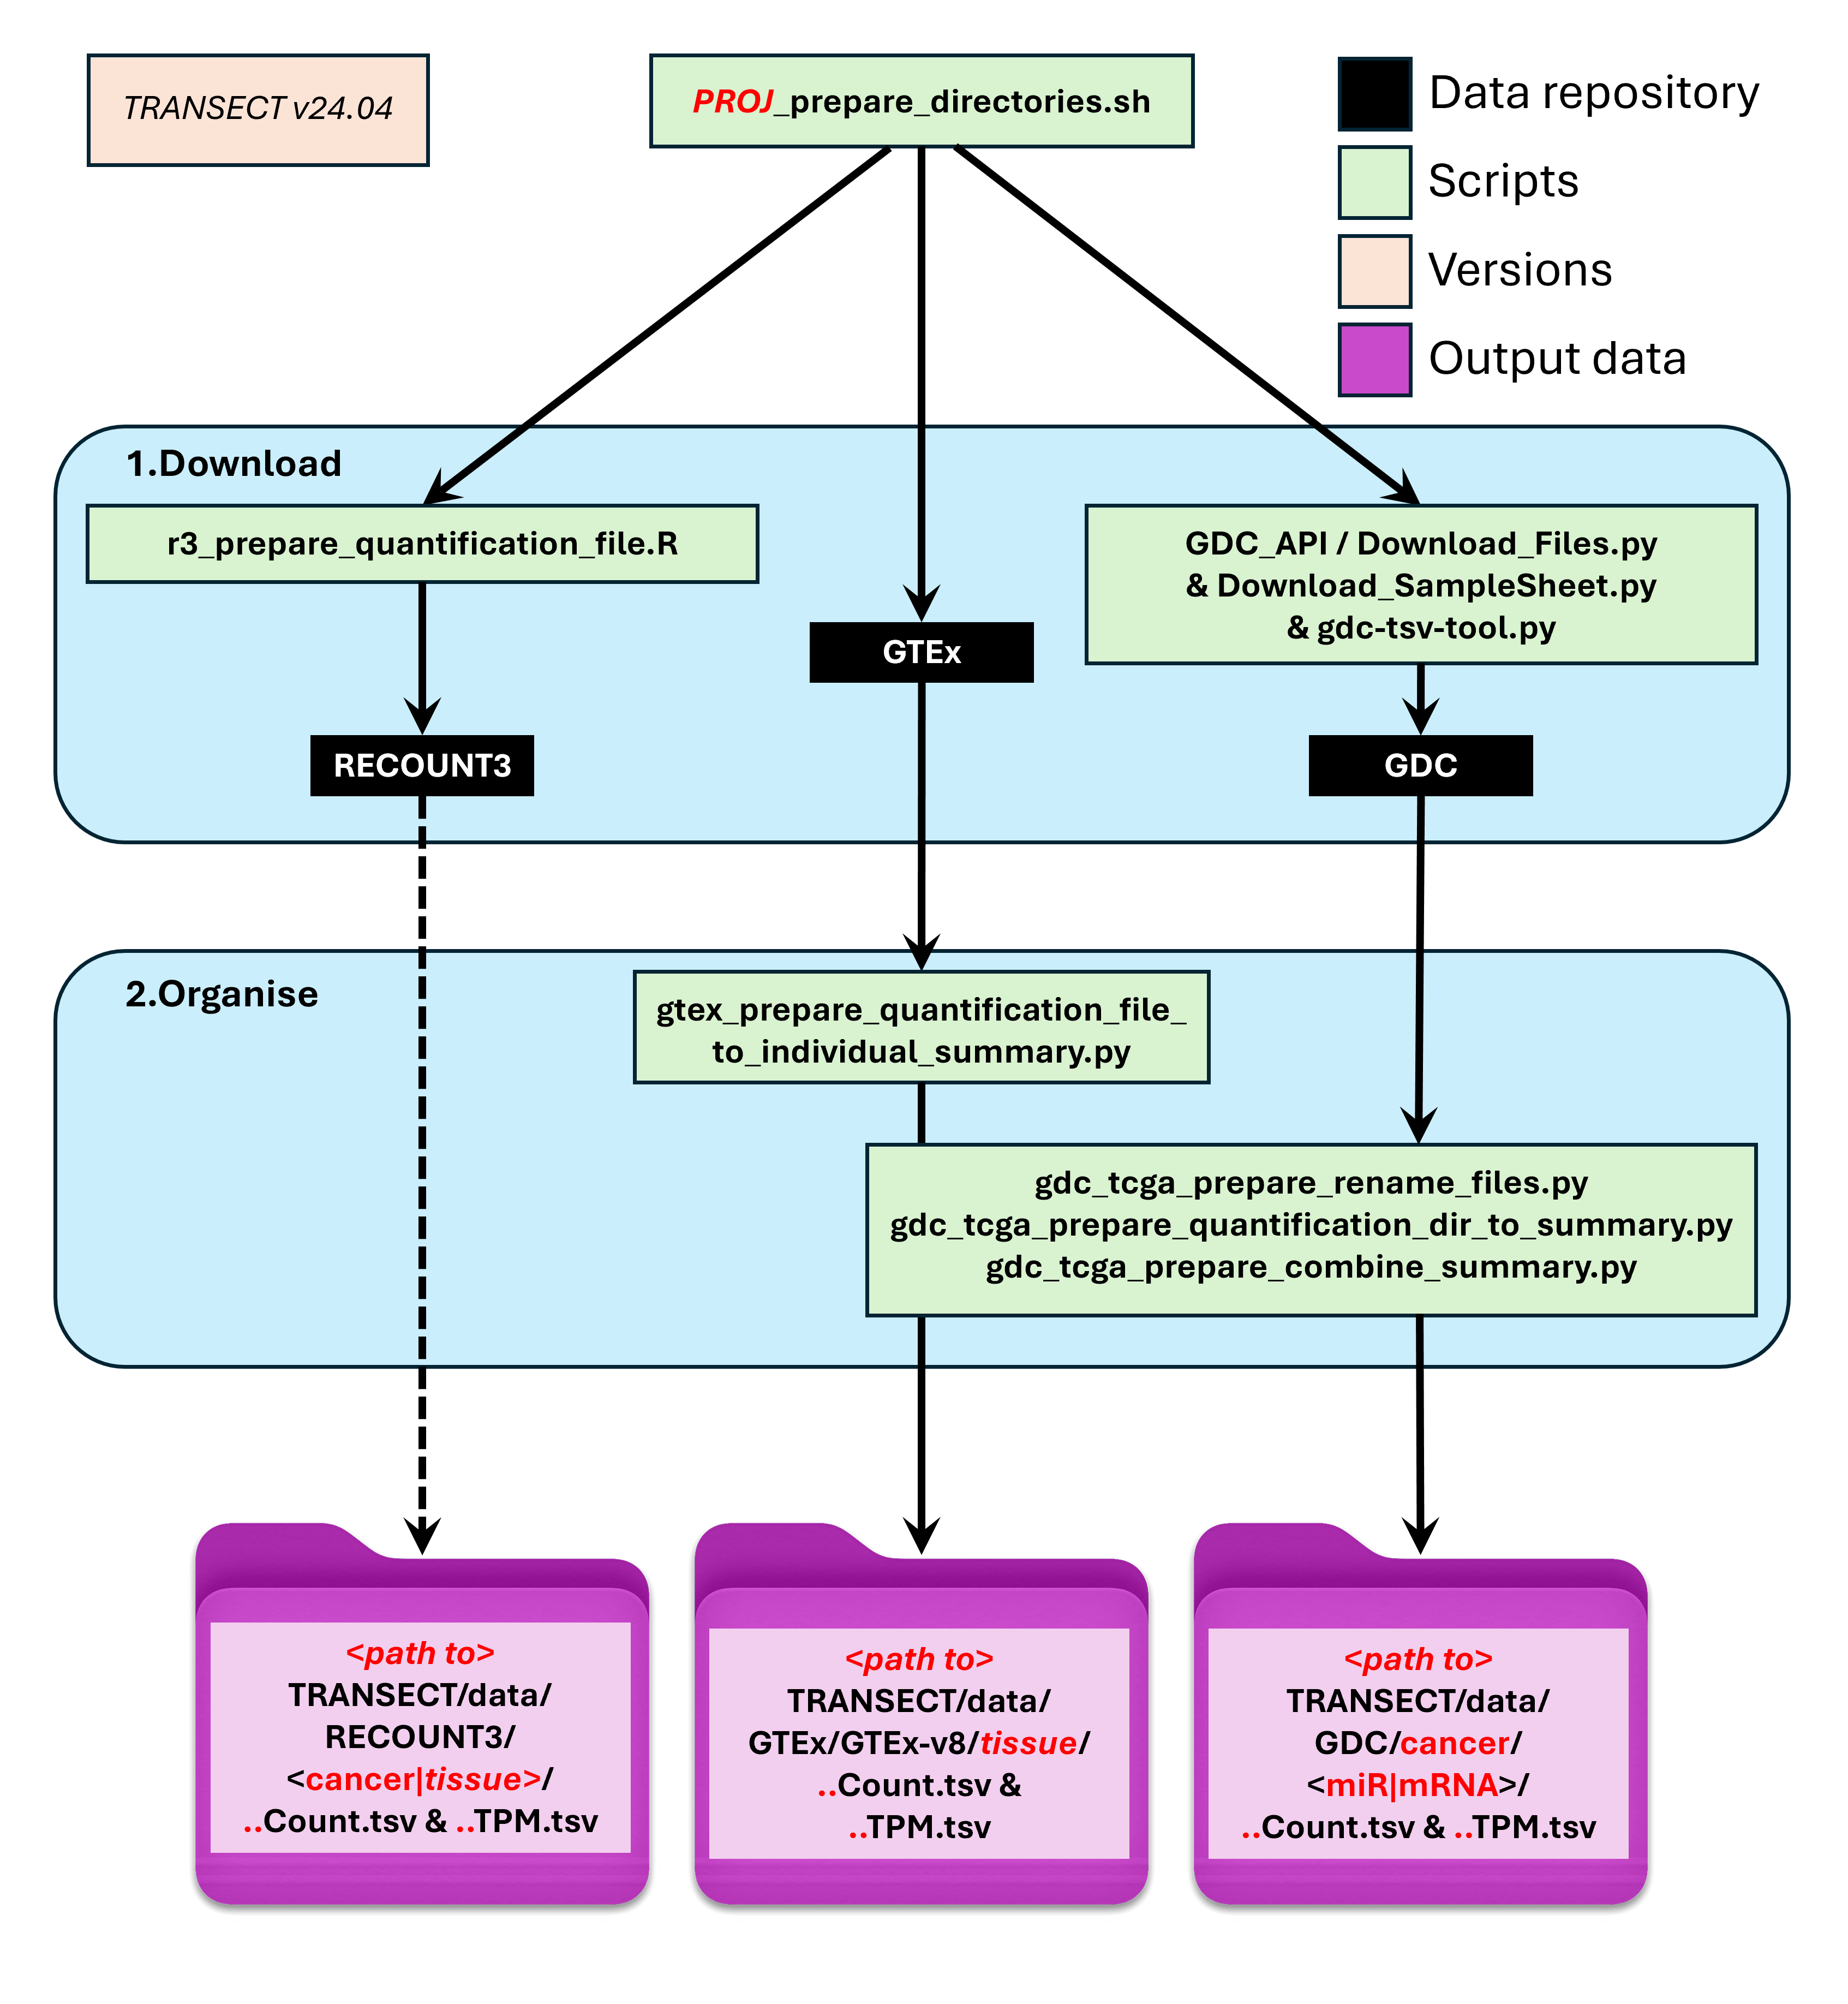 TRANSECT v24.04
PROJ_prepare_directories.sh
Data repository
Scripts
Versions
Output data
1.Download
r3_prepare_quantification_file.R
GDC_API / Download_Files.py
& Download_SampleSheet.py
& gdc-tsv-tool.py
GTEx
RECOUNT3
GDC
2.Organise
gtex_prepare_quantification_file_
to_individual_summary.py
gdc_tcga_prepare_rename_files.py
gdc_tcga_prepare_quantification_dir_to_summary.py
gdc_tcga_prepare_combine_summary.py
<path to>
TRANSECT/data/
RECOUNT3/
<cancer|tissue>/
..Count.tsv & ..TPM.tsv
<path to>
TRANSECT/data/
GTEx/GTEx-v8/tissue/
..Count.tsv &
..TPM.tsv
<path to>
TRANSECT/data/
GDC/cancer/
<miR|mRNA>/
..Count.tsv & ..TPM.tsv